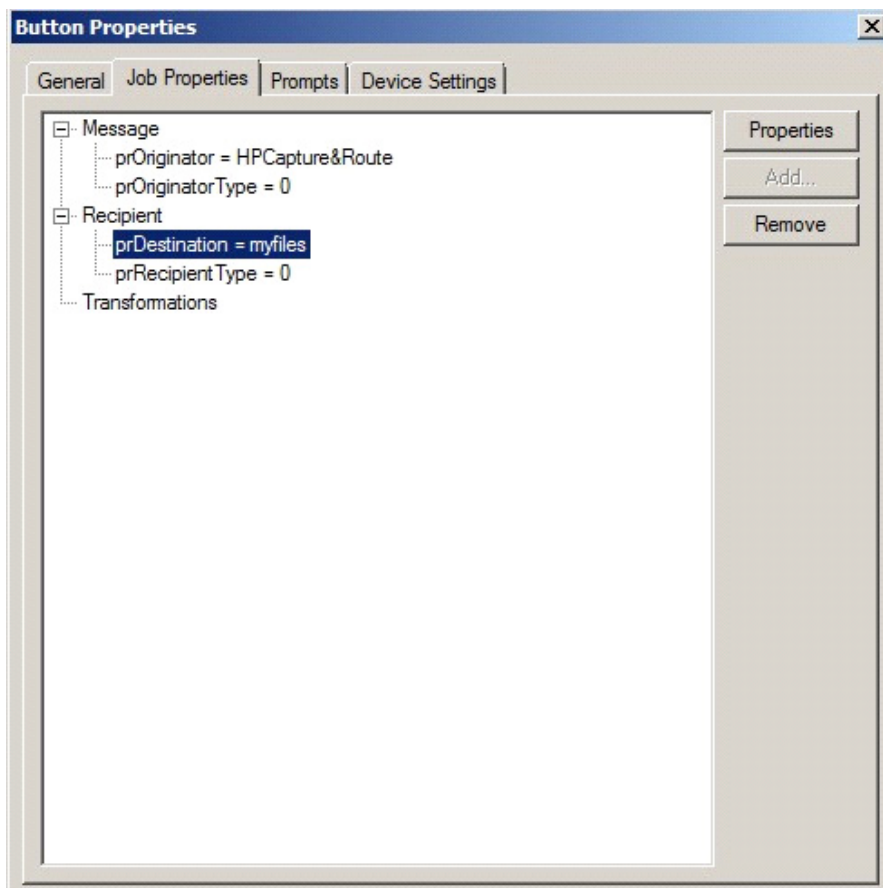 Button Properties
General Job Properties Prompts Device Settings
Message
prOriginator = HPCapture&Route
prOriginatorType = 0
Recipient
prDestination = myfiles
prRecipientType = 0
Transformations
Properties
Add...
Remove